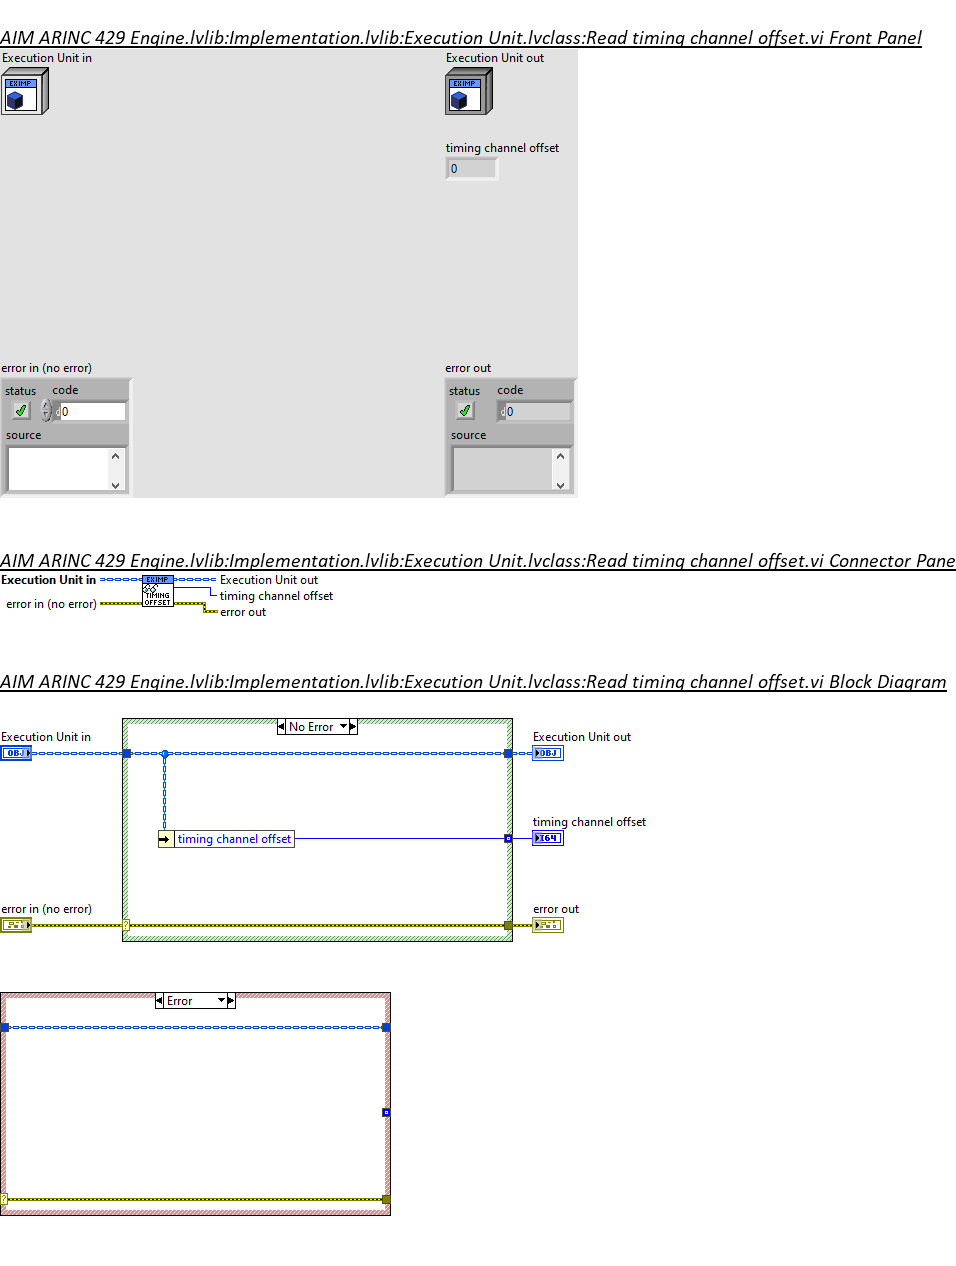 AIM ARINC 429 Engine.lvlib:Implementation.lvlib:Execution Unit.lvclass:Read timing channel offset.vi Front Panel
Execution Unit in
Execution Unit out
EXIMP
EXIMP
timing channel offset
0
error in (no error)
error out
status
code
status
code
d
0
d
0
source
source
AIM ARINC 429 Engine.lvlib:Implementation.lvlib:Execution Unit.lvclass:Read timing channel offset.vi Connector Pane
Execution Unit in
EXIMP
Execution Unit out
timing channel offset
TIMING
OFFSET
error in (no error)
error out
AIM ARINC 429 Engine.lvlib:Implementation.lvlib:Execution Unit.lvclass:Read timing channel offset.vi Block Diagram
No Error
Execution Unit in
Execution Unit out
OBJ
OBJ
timing channel offset
timing channel offset
I64
error in (no error)
error out
?
Error
?